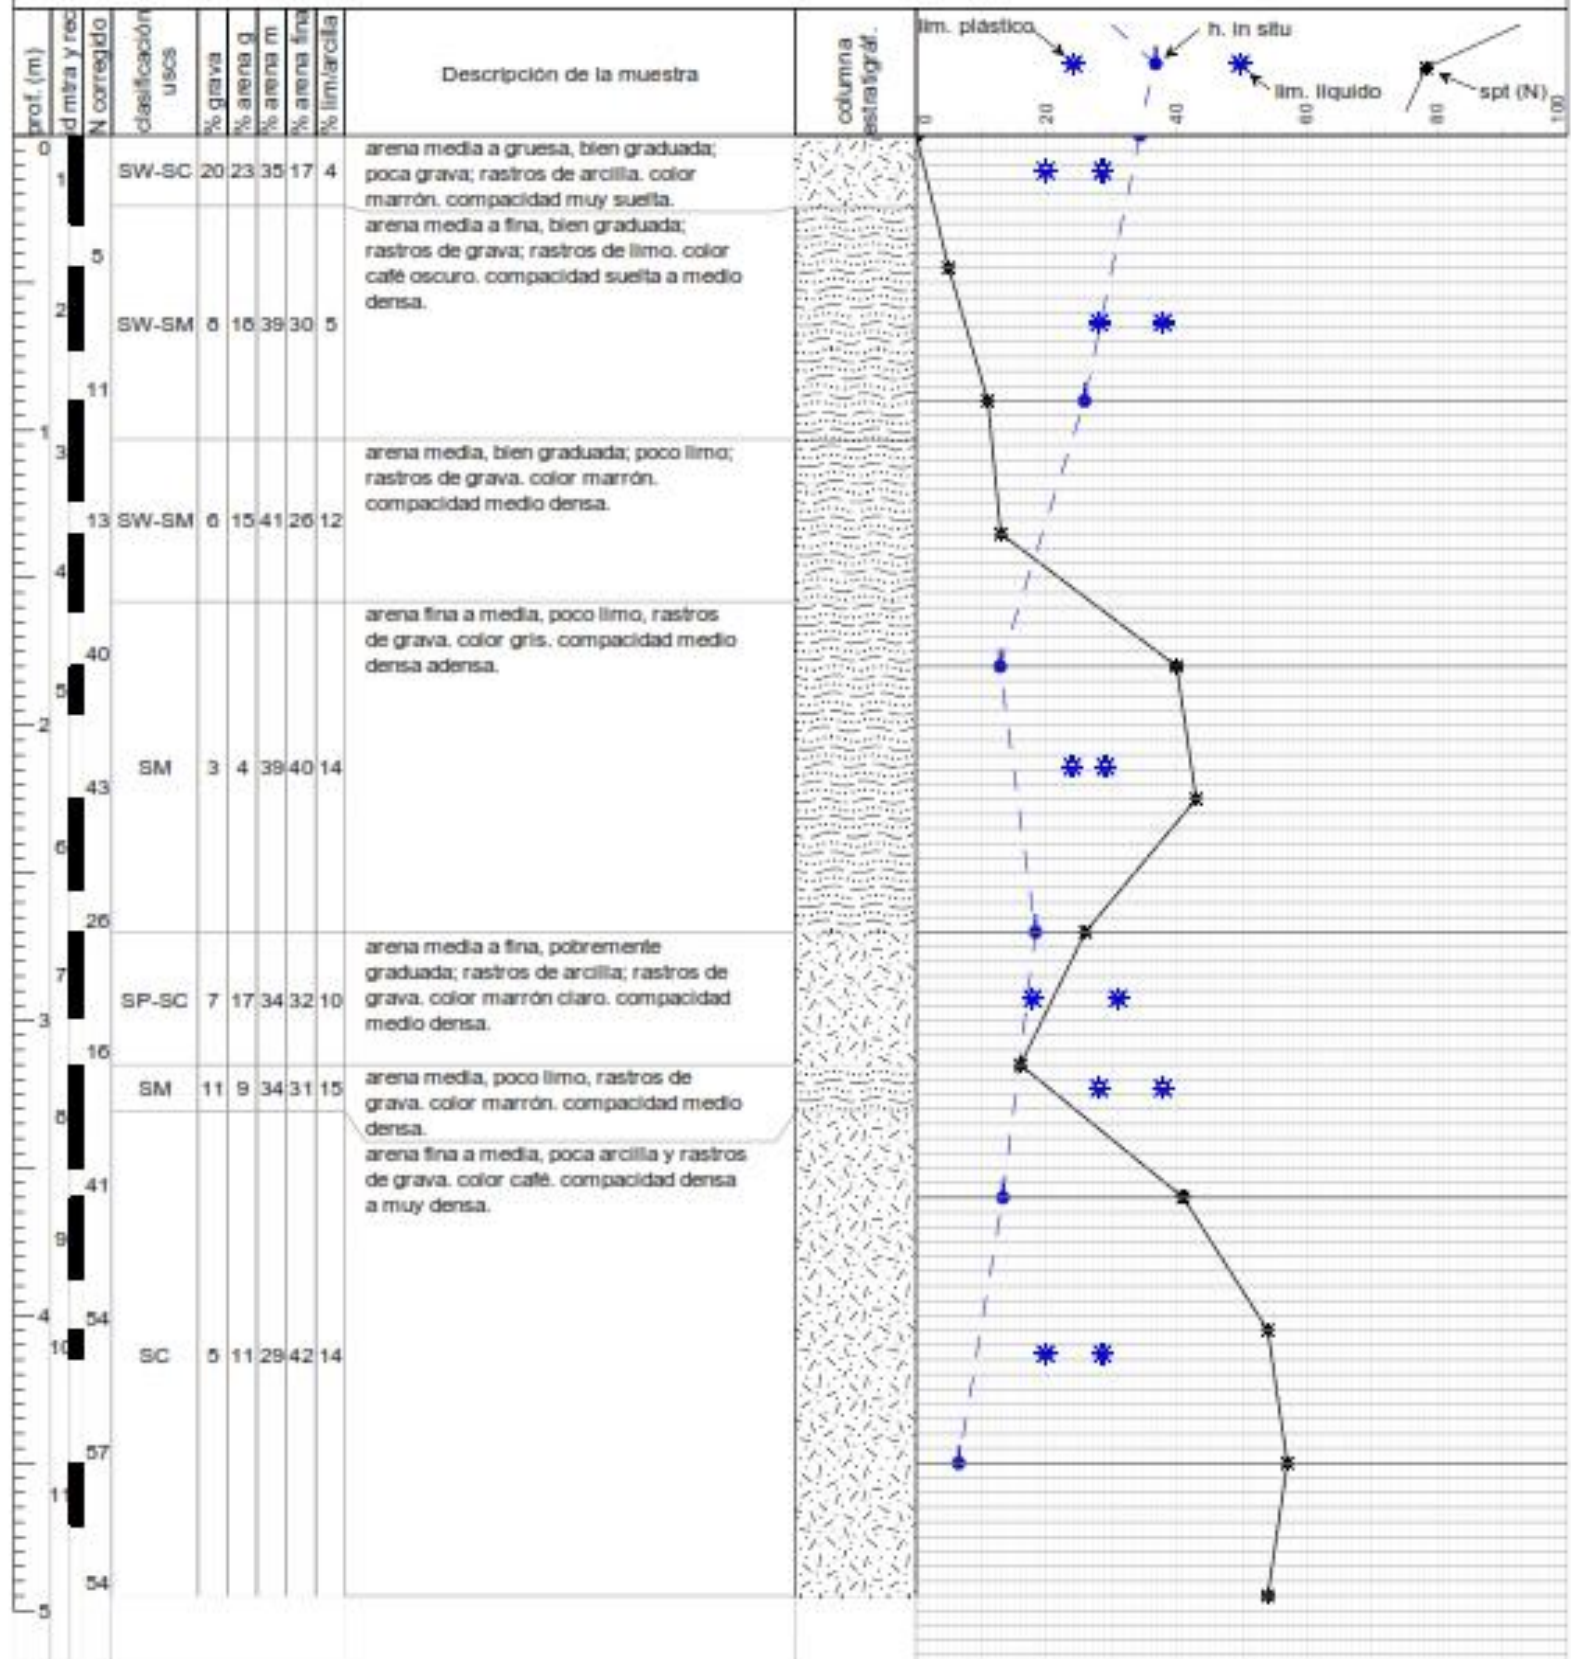 prof. (m)
N corregido
clasificación
uscs
% grava
% arena g
% arena m
% arena fina
% lim/arcilla
Descripción de la muestra
columna
estratigráf.
lim. plástico
h. in situ
lim. líquido
spt (N)
0 20 40 60 80 100
0
1 SW-SC 20 23 35 17 4
arena media a gruesa, bien graduada;
poca grava; rastros de arcilla. color
marrón. compacidad muy suelta.
5
2 SW-SM 8 18 39 30 5
arena media a fina, bien graduada;
rastros de grava; rastros de limo. color
café oscuro. compacidad suelta a medio
densa.
11
1
3
13 SW-SM 6 15 41 26 12
arena media, bien graduada; poco limo;
rastros de grava. color marrón.
compacidad medio densa.
4
40
5
2
SM 3 4 39 40 14
arena fina a media, poco limo, rastros
de grava. color gris. compacidad medio
densa adensa.
43
6
26
7
SP-SC 7 17 34 32 10
arena media a fina, pobremente
graduada; rastros de arcilla; rastros de
grava. color marrón claro. compacidad
medio densa.
3
16
SM 11 9 34 31 15
arena media, poco limo, rastros de
grava. color marrón. compacidad medio
densa.
8
41
9
4
54
10
SC 5 11 29 42 14
arena fina a media, poca arcilla y rastros
de grava. color café. compacidad densa
a muy densa.
57
11
54
5